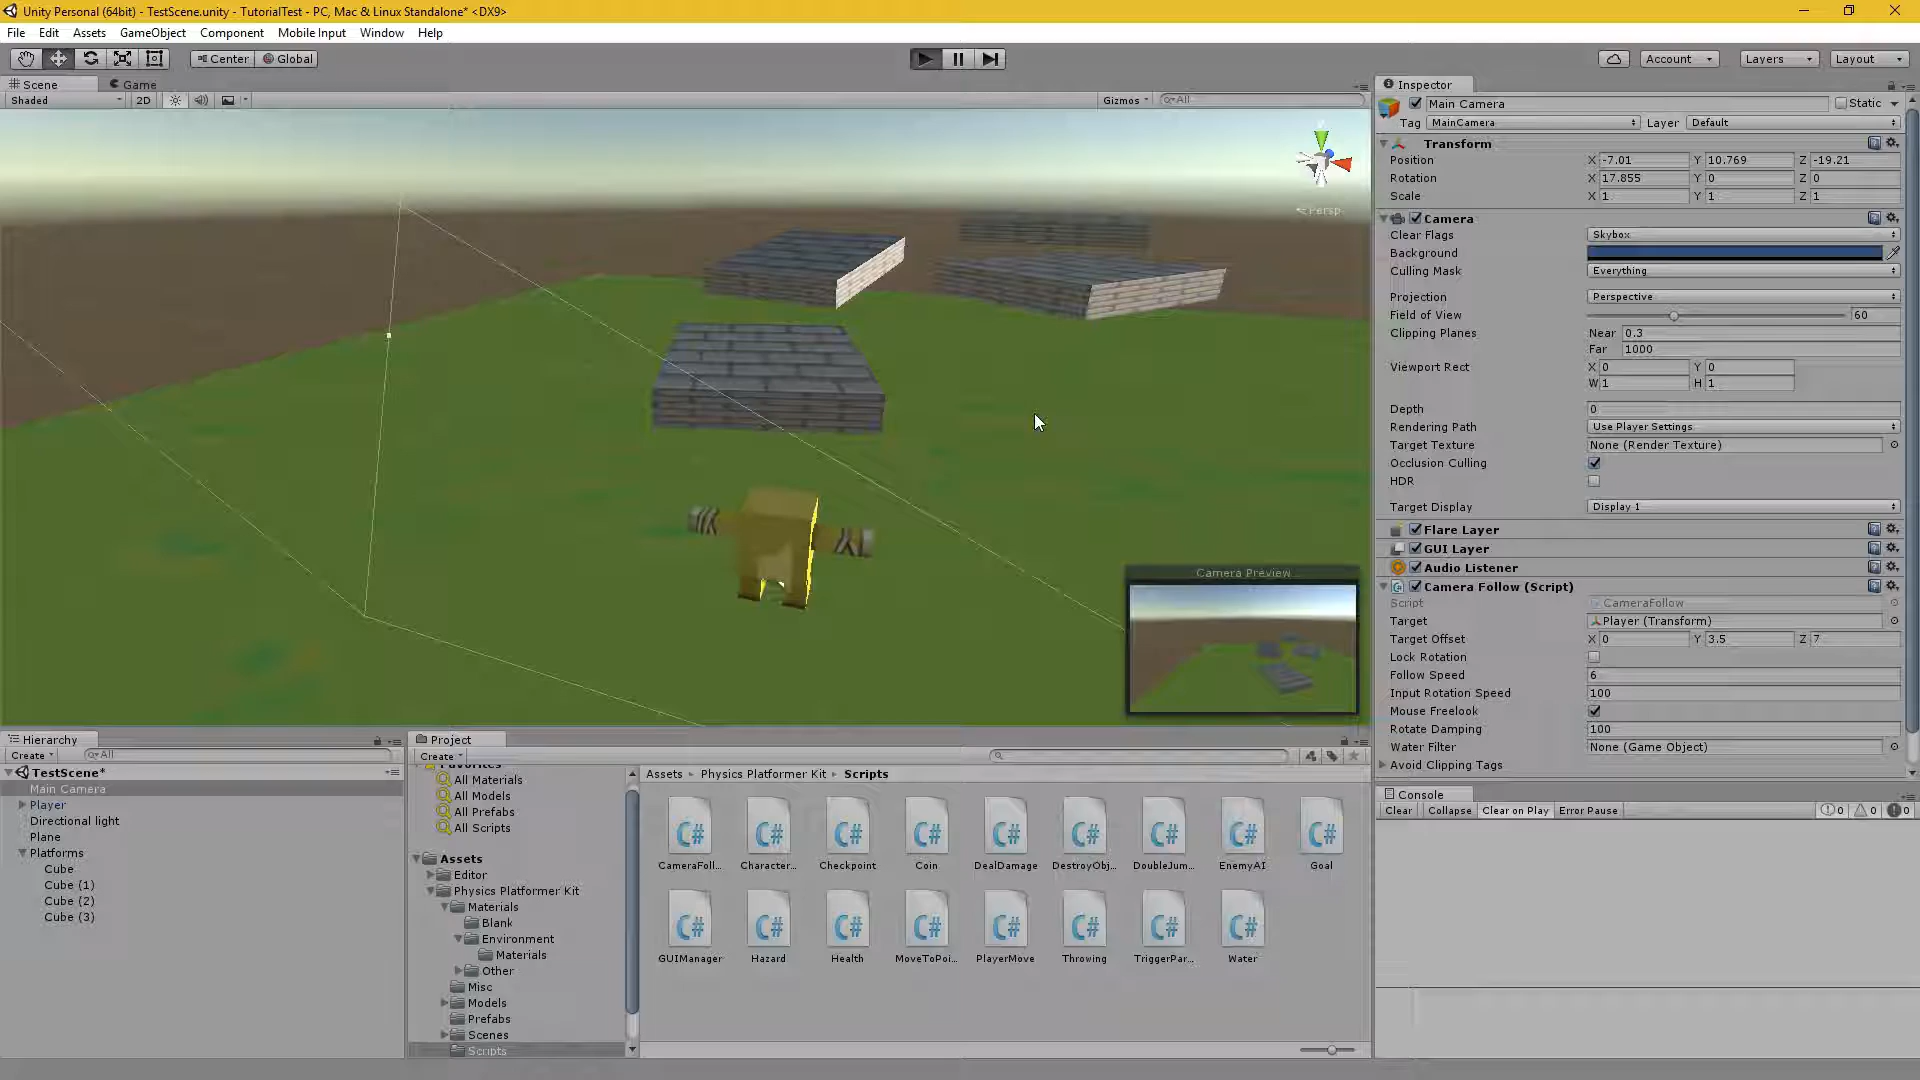 Unity Personal (64bit) - TestScene.unity - TutorialTest - PC, Mac & Linux Standalone* <DX9>
File Edit Assets GameObject Component Mobile Input Window Help
Center Global Account Layers Layout
Scene Game
Shaded 2D Gizmos All
Persp
Camera Preview
Inspector
Main Camera Static
Tag MainCamera Layer Default
Transform
Position X -7.01 Y 10.769 Z -19.21
Rotation X 17.855 Y 0 Z 0
Scale X 1 Y 1 Z 1
Camera
Clear Flags Skybox
Background
Culling Mask Everything
Projection Perspective
Field of View 60
Clipping Planes Near 0.3
Far 1000
Viewport Rect X 0 Y 0
W 1 H 1
Depth 0
Rendering Path Use Player Settings
Target Texture None (Render Texture)
Occlusion Culling
HDR
Target Display Display 1
Flare Layer
GUI Layer
Audio Listener
Camera Follow (Script)
Script CameraFollow
Target Player (Transform)
Target Offset X 0 Y 3.5 Z 7
Lock Rotation
Follow Speed 6
Input Rotation Speed 100
Mouse Freelook
Rotate Damping 100
Water Filter None (Game Object)
Avoid Clipping Tags
Hierarchy
Create All
TestScene*
Main Camera
Player
Directional light
Plane
Platforms
Cube
Cube (1)
Cube (2)
Cube (3)
Project
Create
Favorites
All Materials
All Models
All Prefabs
All Scripts
Assets
Editor
Physics Platformer Kit
Materials
Blank
Environment
Materials
Other
Misc
Models
Prefabs
Scenes
Scripts
Assets Physics Platformer Kit Scripts
C# C# C# C# C# C# C# C# C#
CameraFoll... Character... Checkpoint Coin DealDamage DestroyObj... DoubleJum... EnemyAI Goal
C# C# C# C# C# C# C# C#
GUIManager Hazard Health MoveToPoi... PlayerMove Throwing TriggerPar... Water
Console
Clear Collapse Clear on Play Error Pause 0 0 0